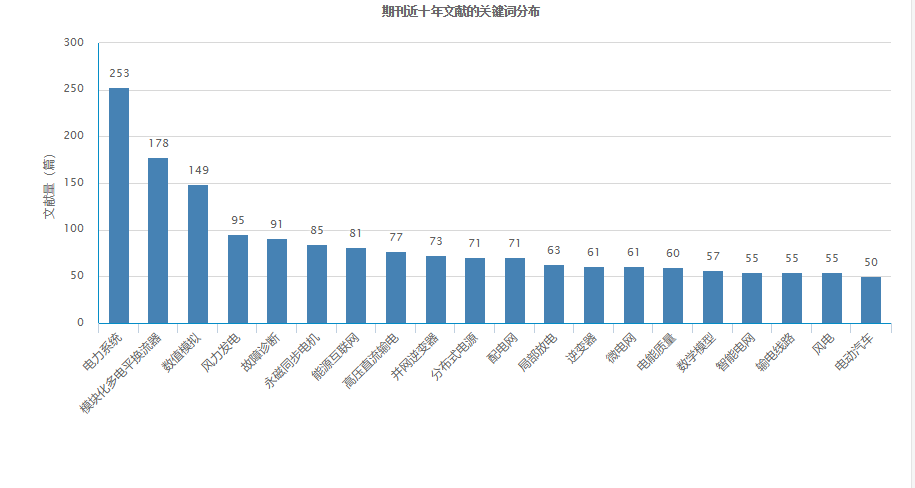 期刊近十年文献的关键词分布
文献量（篇）
300
250
200
150
100
50
0
253
178
149
95
91
85
81
77
73
71
71
63
61
61
60
57
55
55
55
50
电力系统
模块化多电平换流器
数值模拟
风力发电
故障诊断
永磁同步电机
能源互联网
高压直流输电
并网逆变器
分布式电源
配电网
局部放电
逆变器
微电网
电能质量
数学模型
智能电网
输电线路
风电
电动汽车